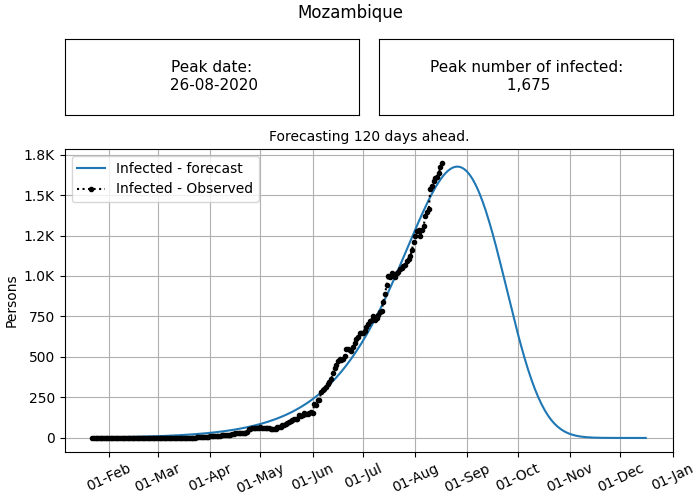 Mozambique
Peak date:
26-08-2020
Peak number of infected:
1,675
Forecasting 120 days ahead.
Infected - forecast
Infected - Observed
Persons
1.8K
1.5K
1.2K
1.0K
750
500
250
0
01-Feb
01-Mar
01-Apr
01-May
01-Jun
01-Jul
01-Aug
01-Sep
01-Oct
01-Nov
01-Dec
01-Jan